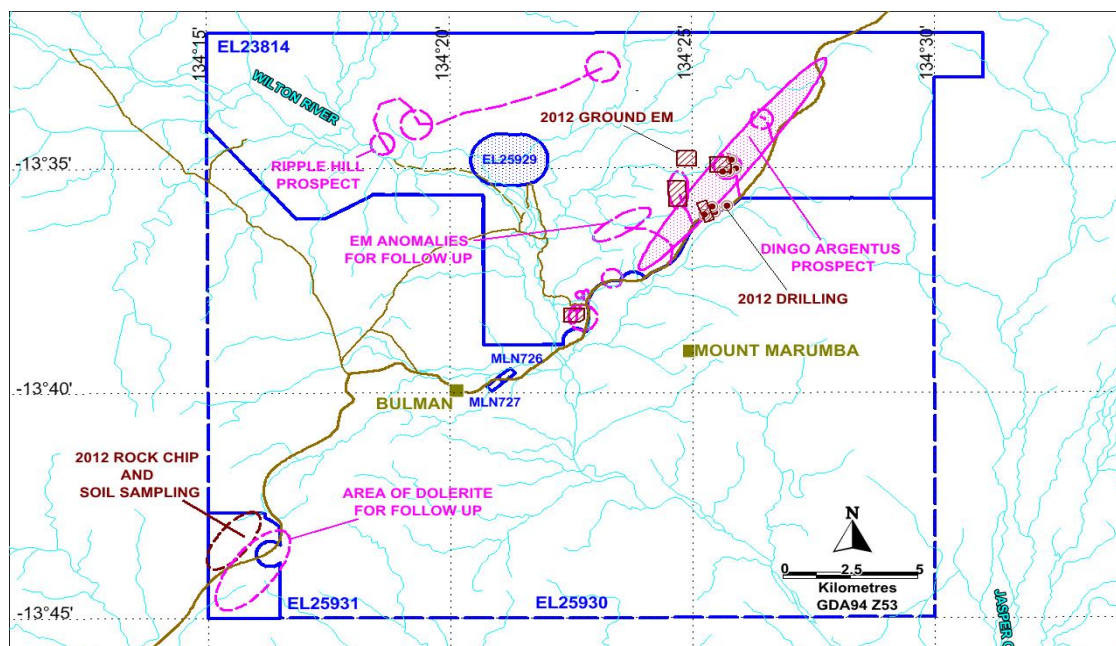 134°15'
134°20'
134°25'
134°30'
EL23814
WILTON RIVER
2012 GROUND EM
-13°35'
RIPPLE HILL
PROSPECT
EL25929
EM ANOMALIES
FOR FOLLOW UP
DINGO ARGENTUS
PROSPECT
2012 DRILLING
MOUNT MARUMBA
MLN726
-13°40'
BULMAN
MLN727
2012 ROCK CHIP
AND
SOIL SAMPLING
AREA OF DOLERITE
FOR FOLLOW UP
N
0 2.5 5
Kilometres
GDA94 Z53
-13°45'
EL25931
EL25930
JASPER